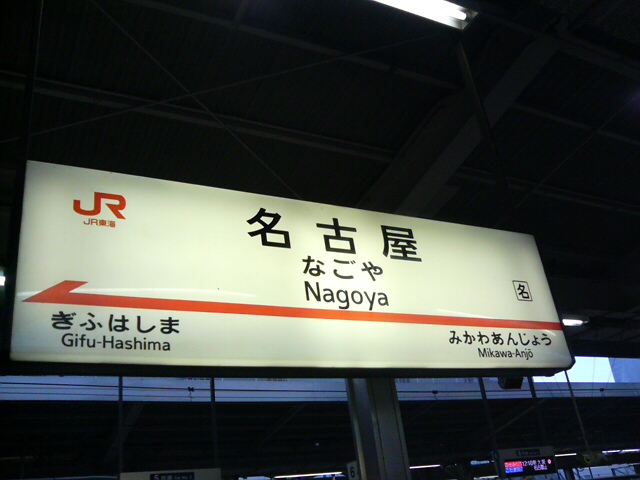 JR
JR東海
名古屋
なごや
Nagoya
名
ぎふはしま
Gifu-Hashima
みかわあんじょう
Mikawa-Anjō
6